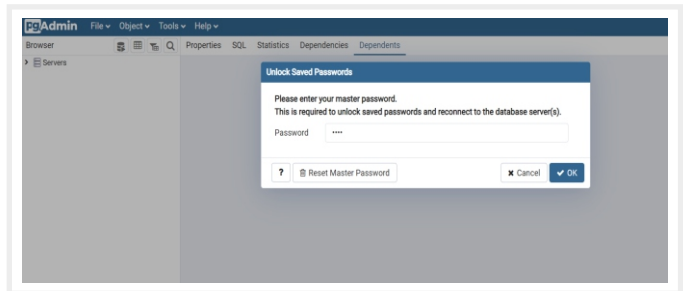 pgAdmin File Object Tools Help
Browser Properties SQL Statistics Dependencies Dependents
Servers
Unlock Saved Passwords
Please enter your master password.
This is required to unlock saved passwords and reconnect to the database server(s).
Password ····
? Reset Master Password Cancel OK